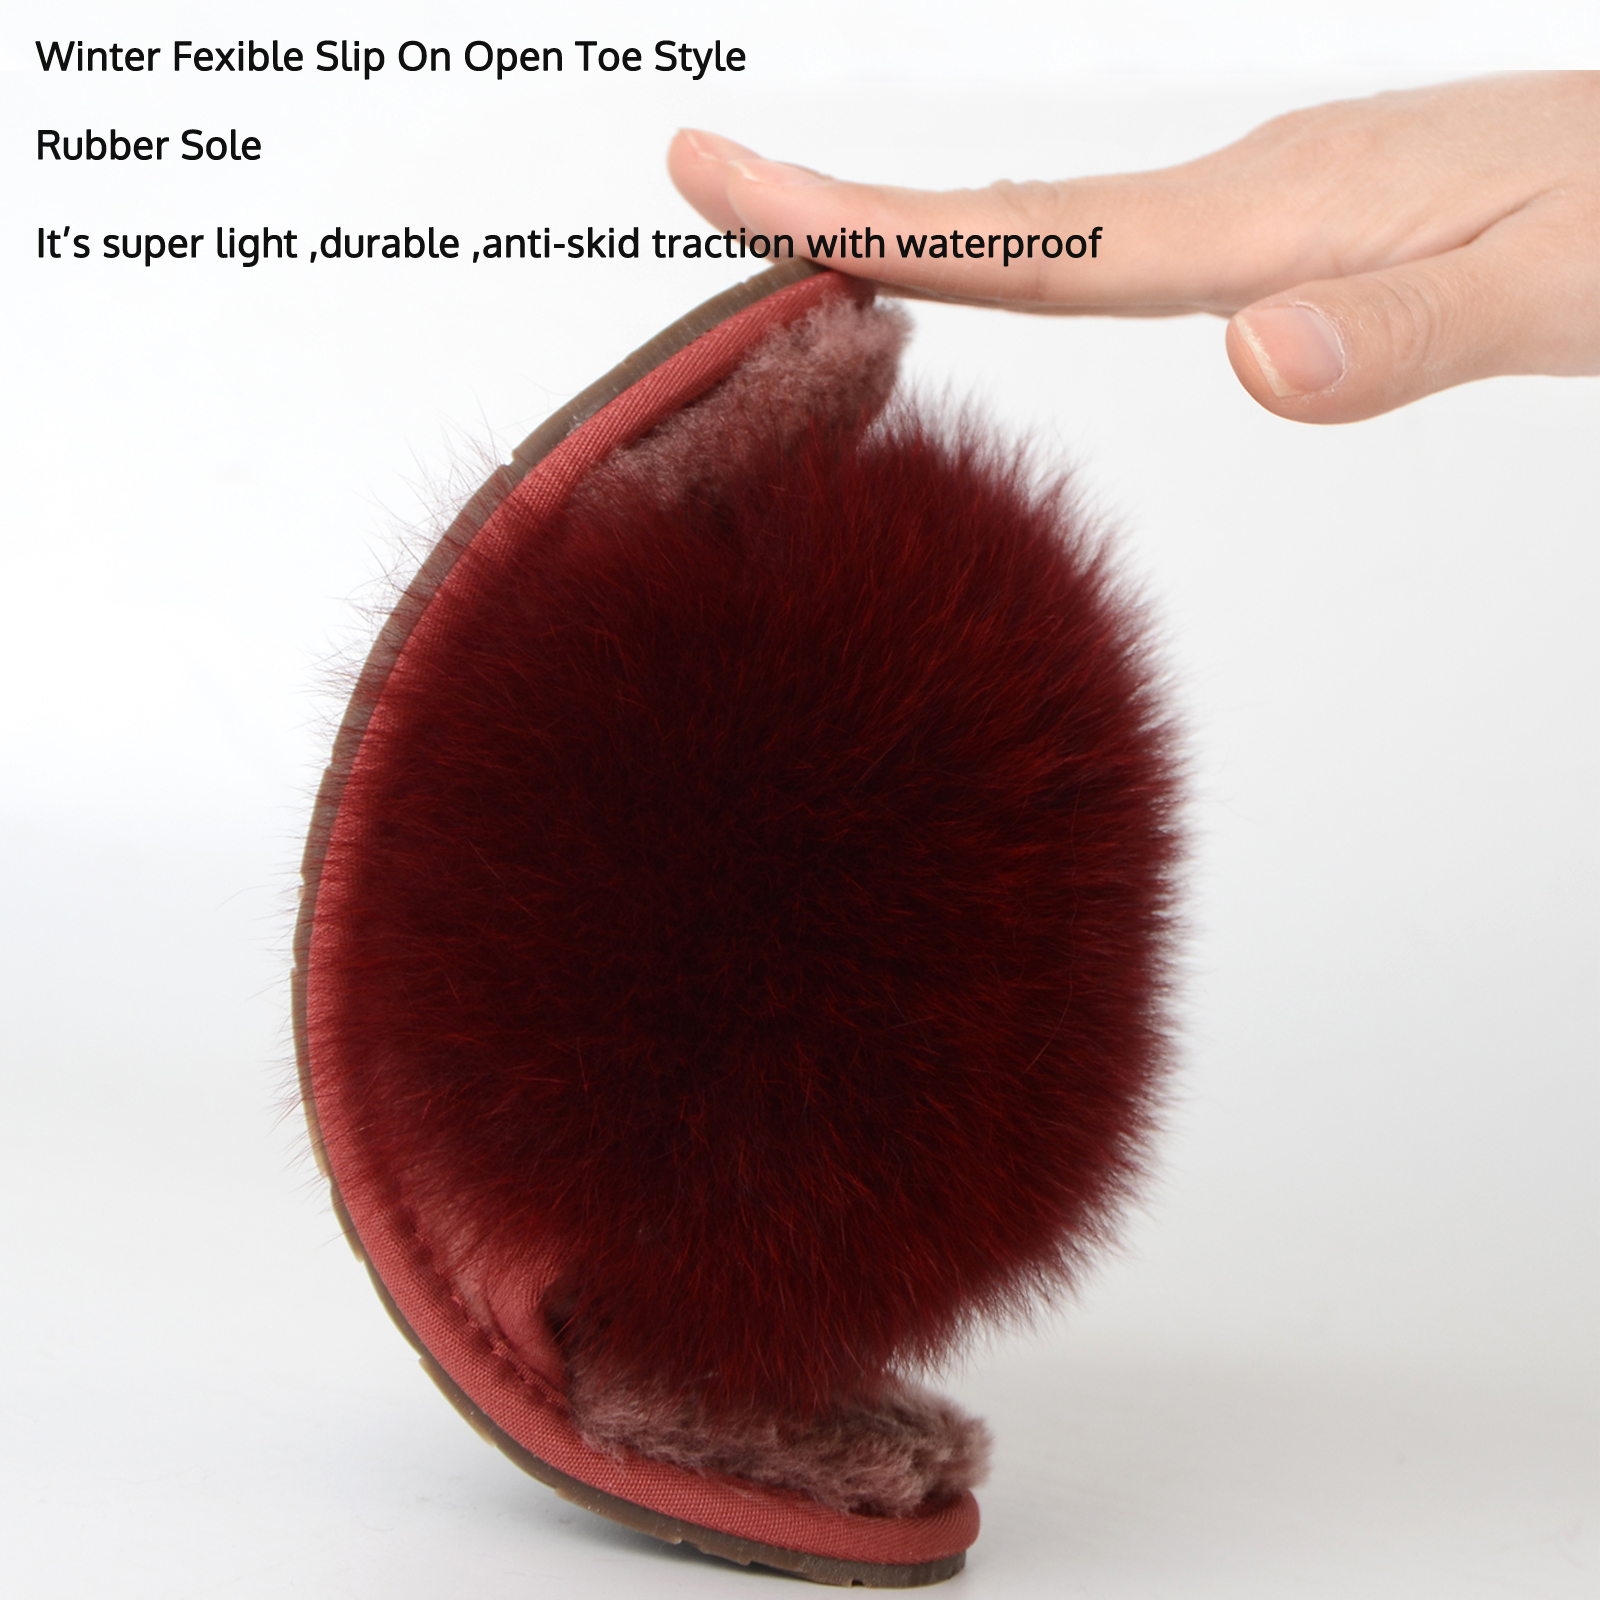 Winter Fexible Slip On Open Toe Style
Rubber Sole
It’s super light ,durable ,anti-skid traction with waterproof